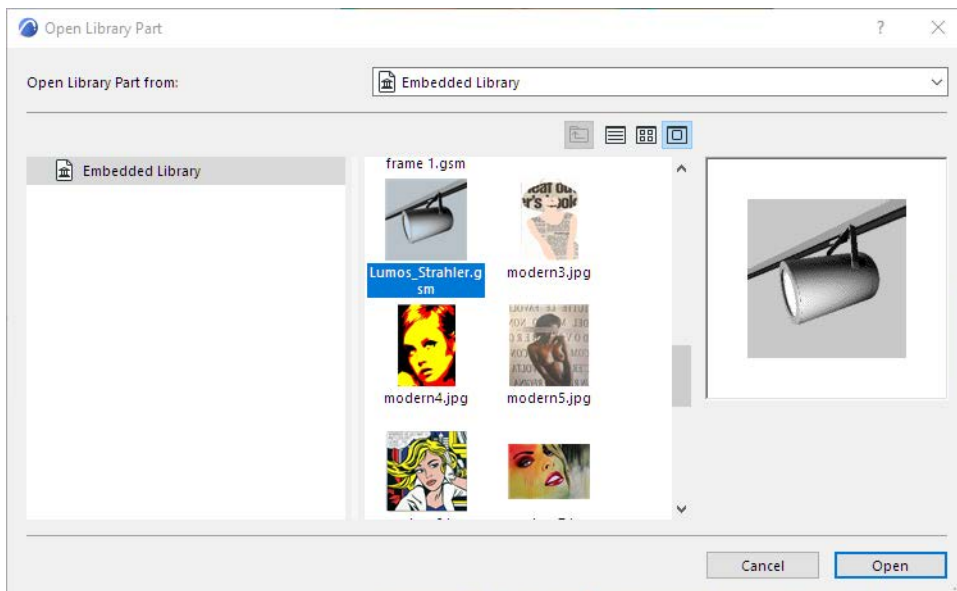 Open Library Part
?
Open Library Part from:
Embedded Library
Embedded Library
frame 1.gsm
Lumos_Strahler.g
sm
modern3.jpg
modern4.jpg
modern5.jpg
Cancel
Open